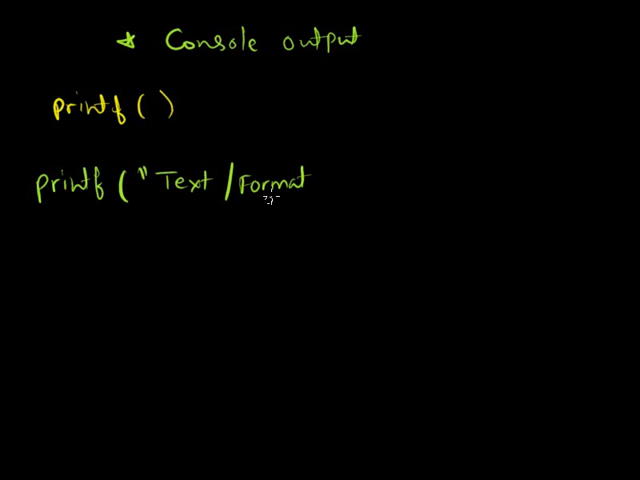 * Console output
printf ( )
printf ( " Text / Format